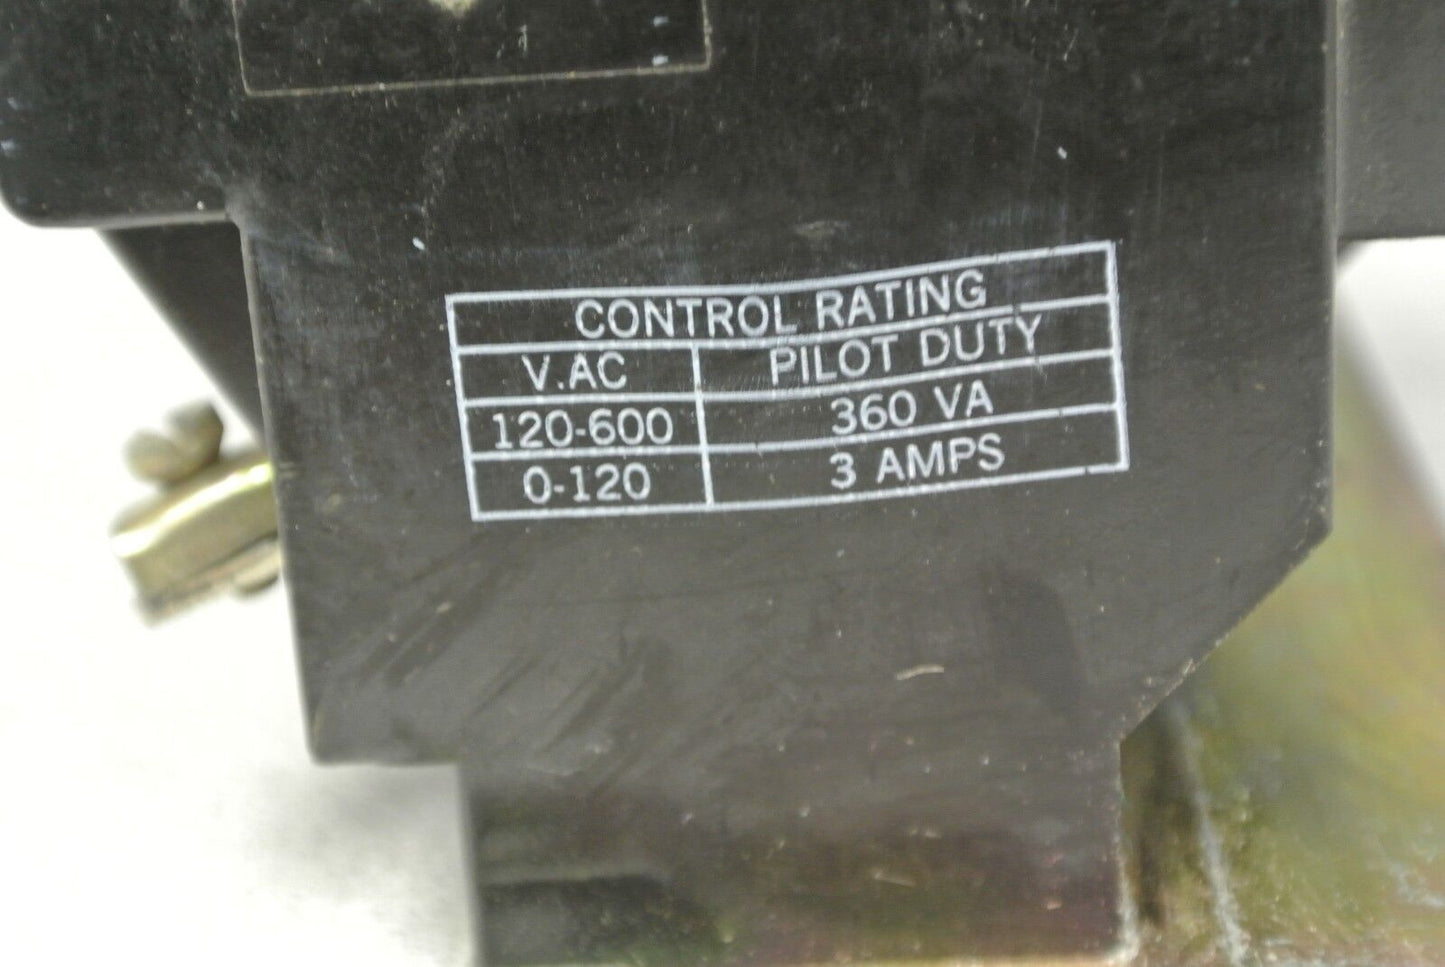 CONTROL RATING
V.AC PILOT DUTY
120-600 360 VA
0-120 3 AMPS